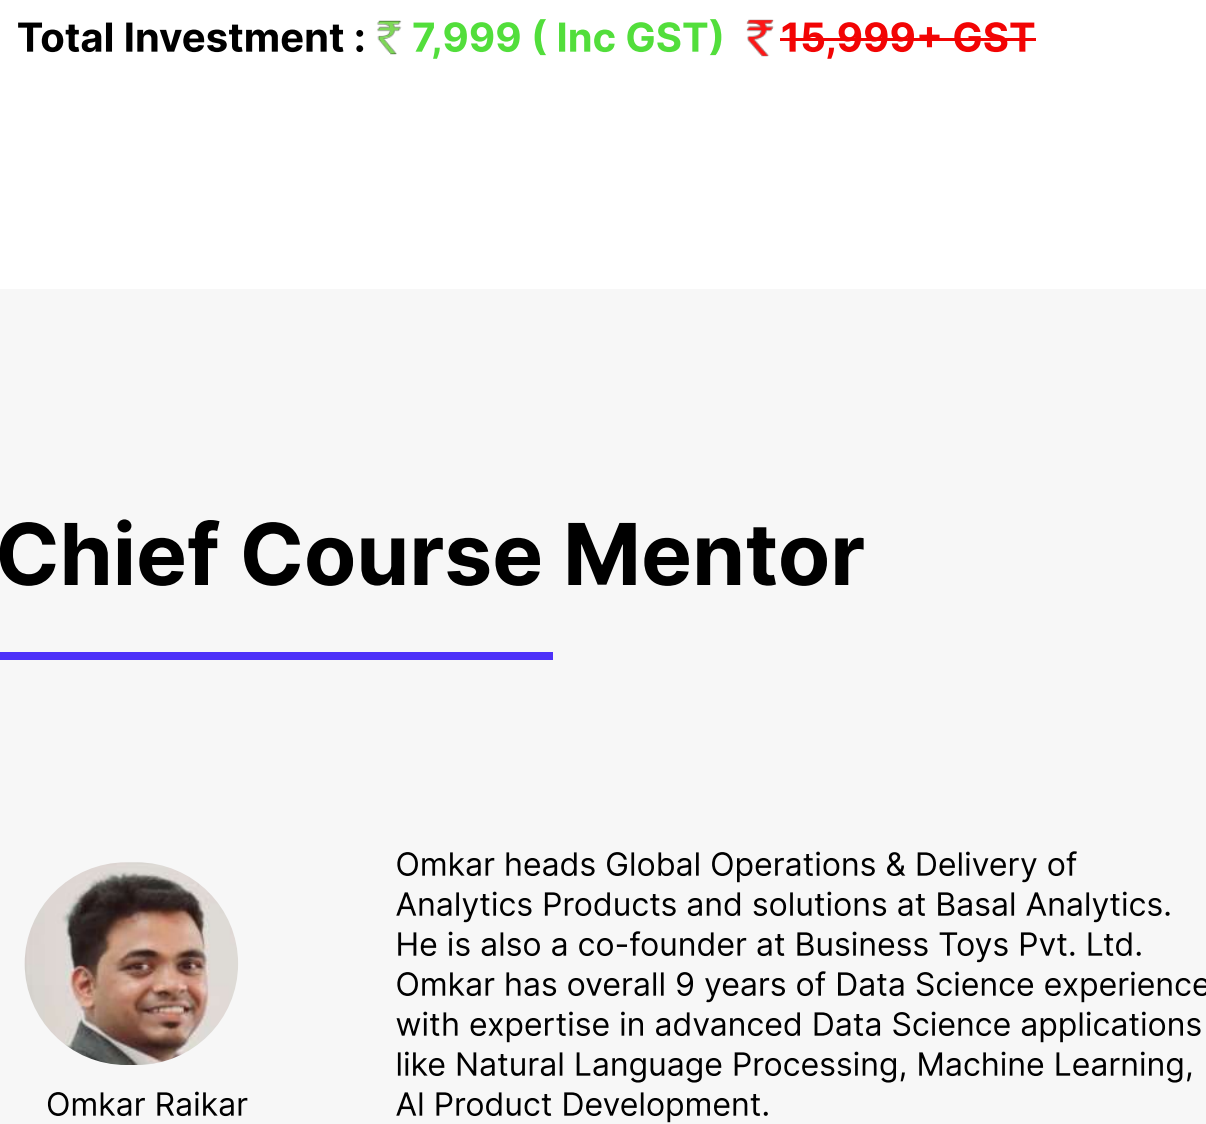 Total Investment : ₹ 7,999 ( Inc GST) ₹ 15,999+ GST
Chief Course Mentor
Omkar heads Global Operations & Delivery of
Analytics Products and solutions at Basal Analytics.
He is also a co-founder at Business Toys Pvt. Ltd.
Omkar has overall 9 years of Data Science experience
with expertise in advanced Data Science applications
like Natural Language Processing, Machine Learning,
AI Product Development.
Omkar Raikar